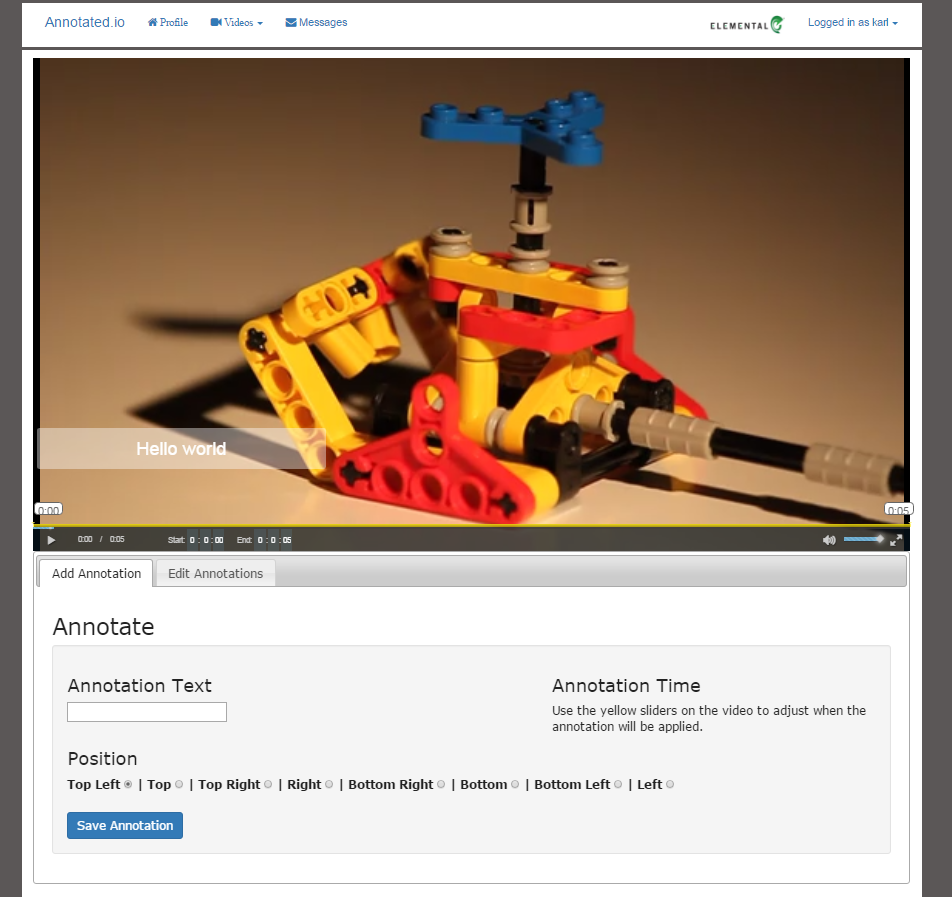 Annotated.io Profile Videos Messages ELEMENTAL Logged in as karl
Hello world
0:00 0:05
0:00 / 0:05 Start: 0 : 0 : 00 End: 0 : 0 : 05
Add Annotation Edit Annotations
Annotate
Annotation Text
Annotation Time
Use the yellow sliders on the video to adjust when the
annotation will be applied.
Position
Top Left | Top | Top Right | Right | Bottom Right | Bottom | Bottom Left | Left
Save Annotation